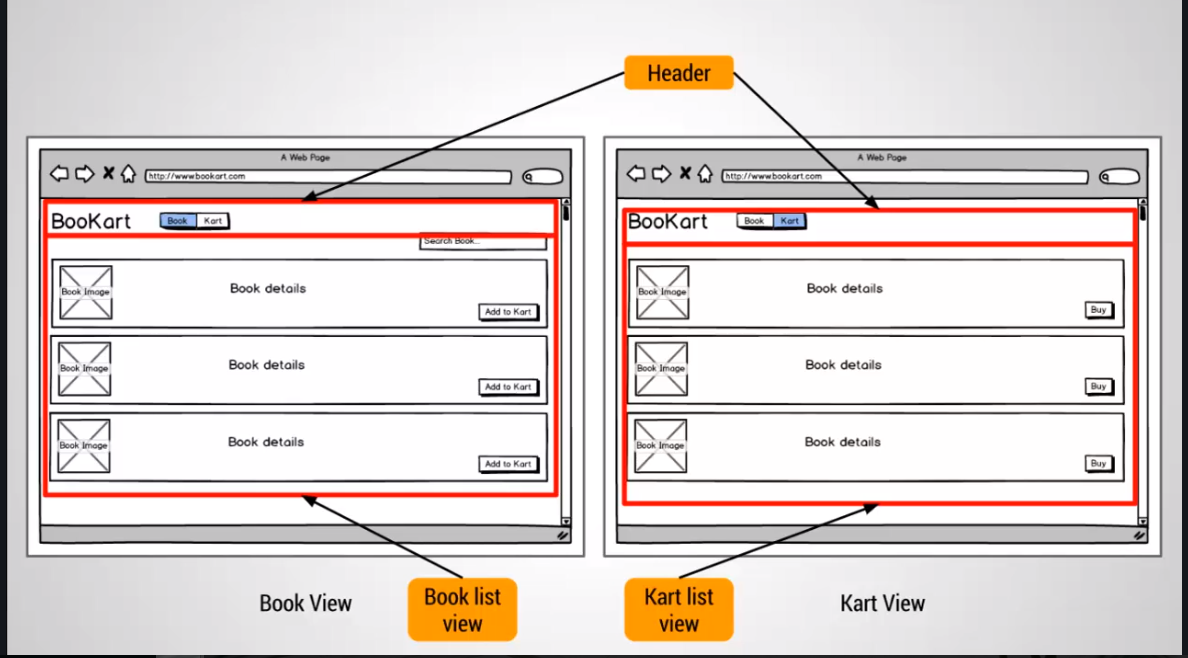 Header
A Web Page
http://www.bookart.com
BooKart
Book Kart
Search Book...
Book Image
Book details
Add to Kart
Book Image
Book details
Add to Kart
Book Image
Book details
Add to Kart
A Web Page
http://www.bookart.com
BooKart
Book Kart
Book Image
Book details
Buy
Book Image
Book details
Buy
Book Image
Book details
Buy
Book View
Book list
view
Kart list
view
Kart View